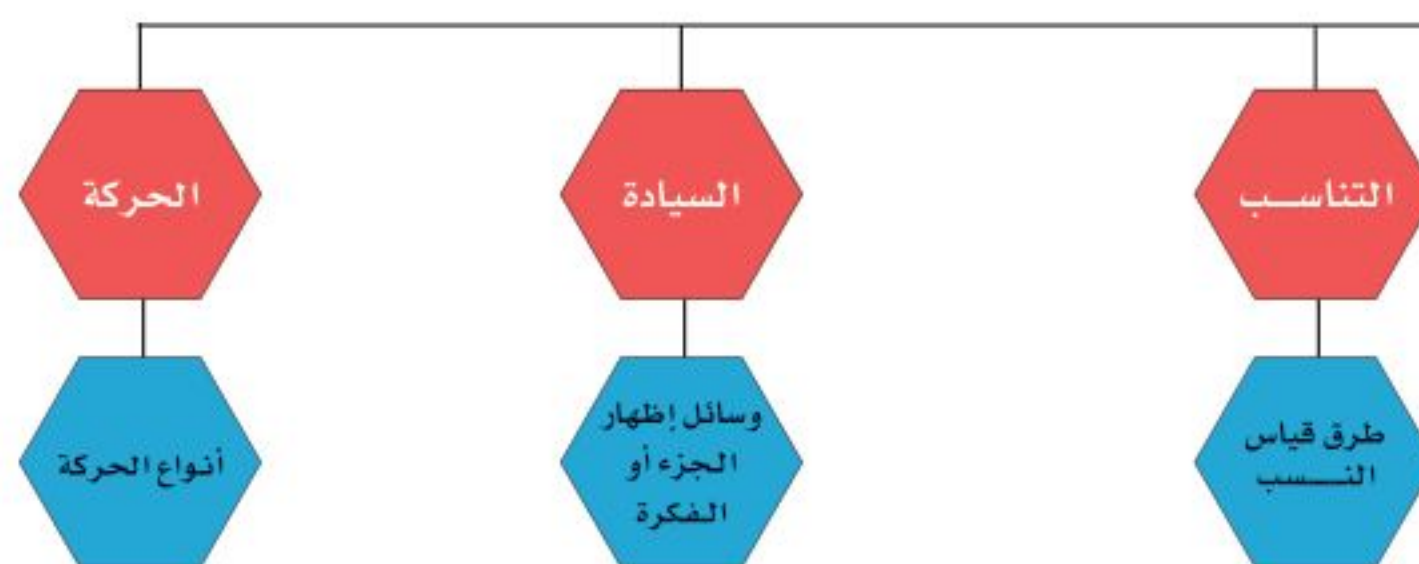 التناسب
السيادة
الحركة
طرق قياس
النسب
وسائل إظهار
الجزء أو
الفكرة
أنواع الحركة